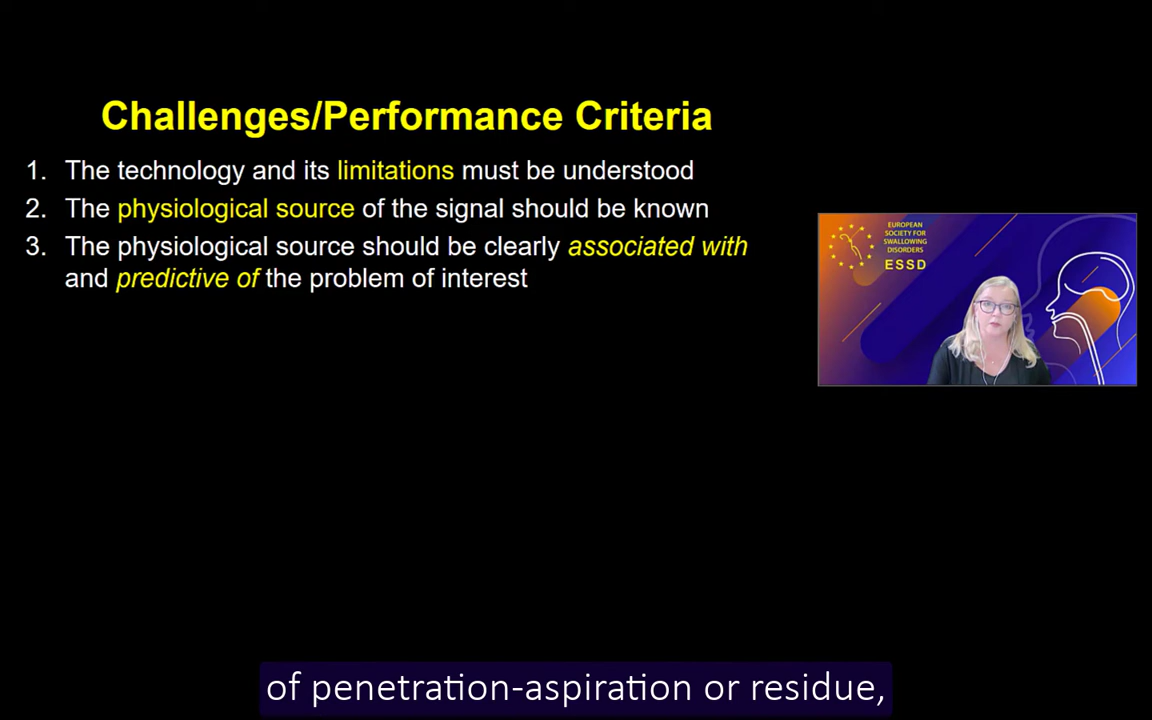 Challenges/Performance Criteria
1. The technology and its limitations must be understood
2. The physiological source of the signal should be known
3. The physiological source should be clearly associated with
and predictive of the problem of interest
EUROPEAN
SOCIETY FOR
SWALLOWING
DISORDERS
ESSD
of penetration-aspiration or residue,